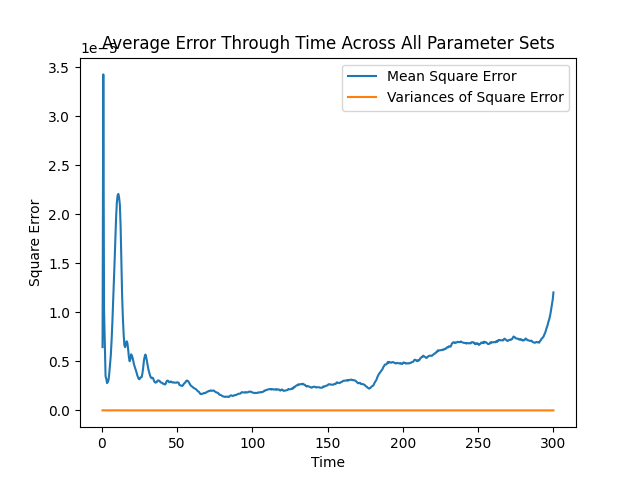 Average Error Through Time Across All Parameter Sets
3.5
3.0
2.5
2.0
1.5
1.0
0.5
0.0
Square Error
Mean Square Error
Variances of Square Error
0 50 100 150 200 250 300
Time